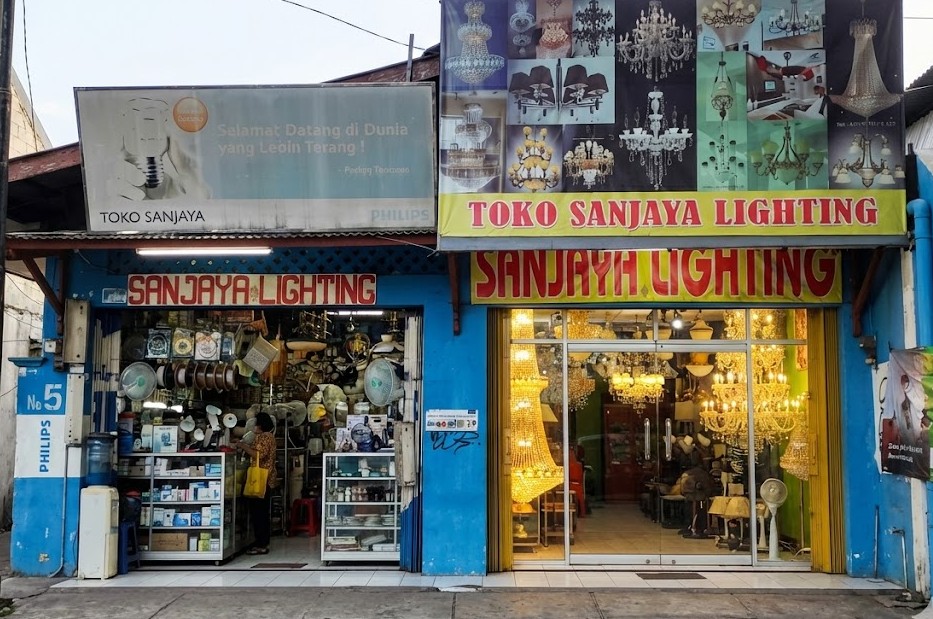 Selamat Datang di Dunia
yang Leoin Terang !
TOKO SANJAYA
PHILIPS
TOKO SANJAYA LIGHTING
SANJAYA LIGHTING
SANJAYA LIGHTING
No 5
PHILIPS